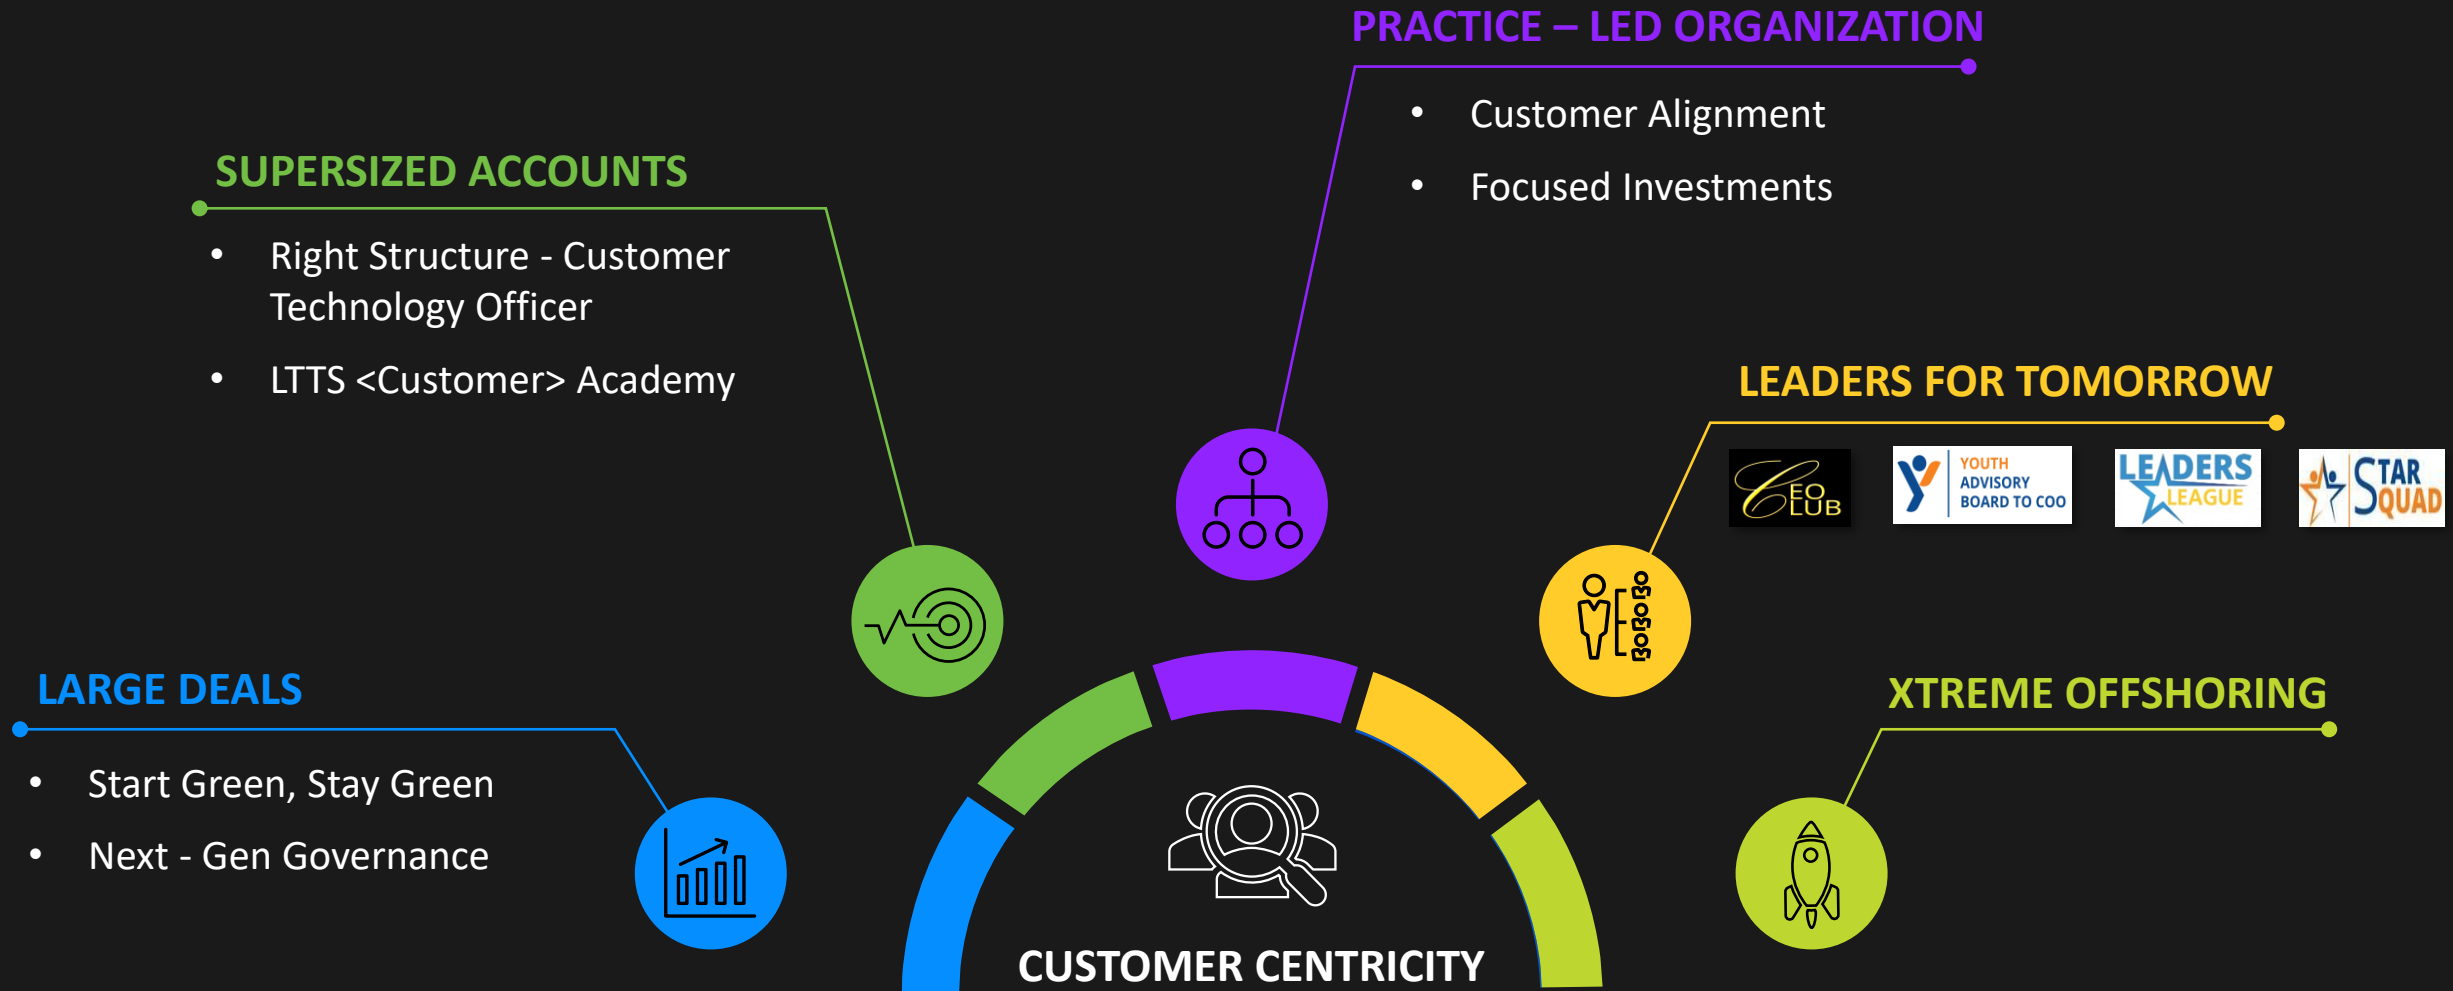 PRACTICE – LED ORGANIZATION
• Customer Alignment
• Focused Investments
SUPERSIZED ACCOUNTS
• Right Structure - Customer
Technology Officer
• LTTS <Customer> Academy
LEADERS FOR TOMORROW
CEO
CLUB
YOUTH
ADVISORY
BOARD TO COO
LEADERS
LEAGUE
STAR
SQUAD
LARGE DEALS
• Start Green, Stay Green
• Next - Gen Governance
XTREME OFFSHORING
CUSTOMER CENTRICITY